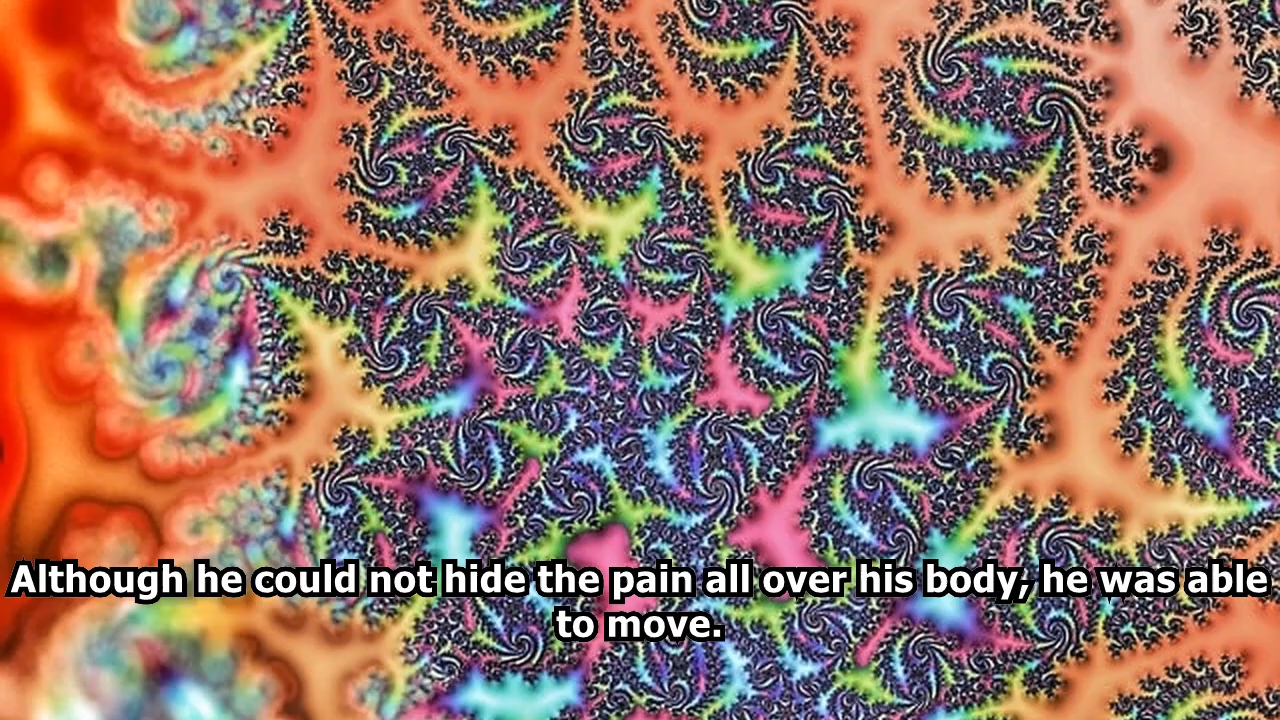 Although he could not hide the pain all over his body, he was able
to move.